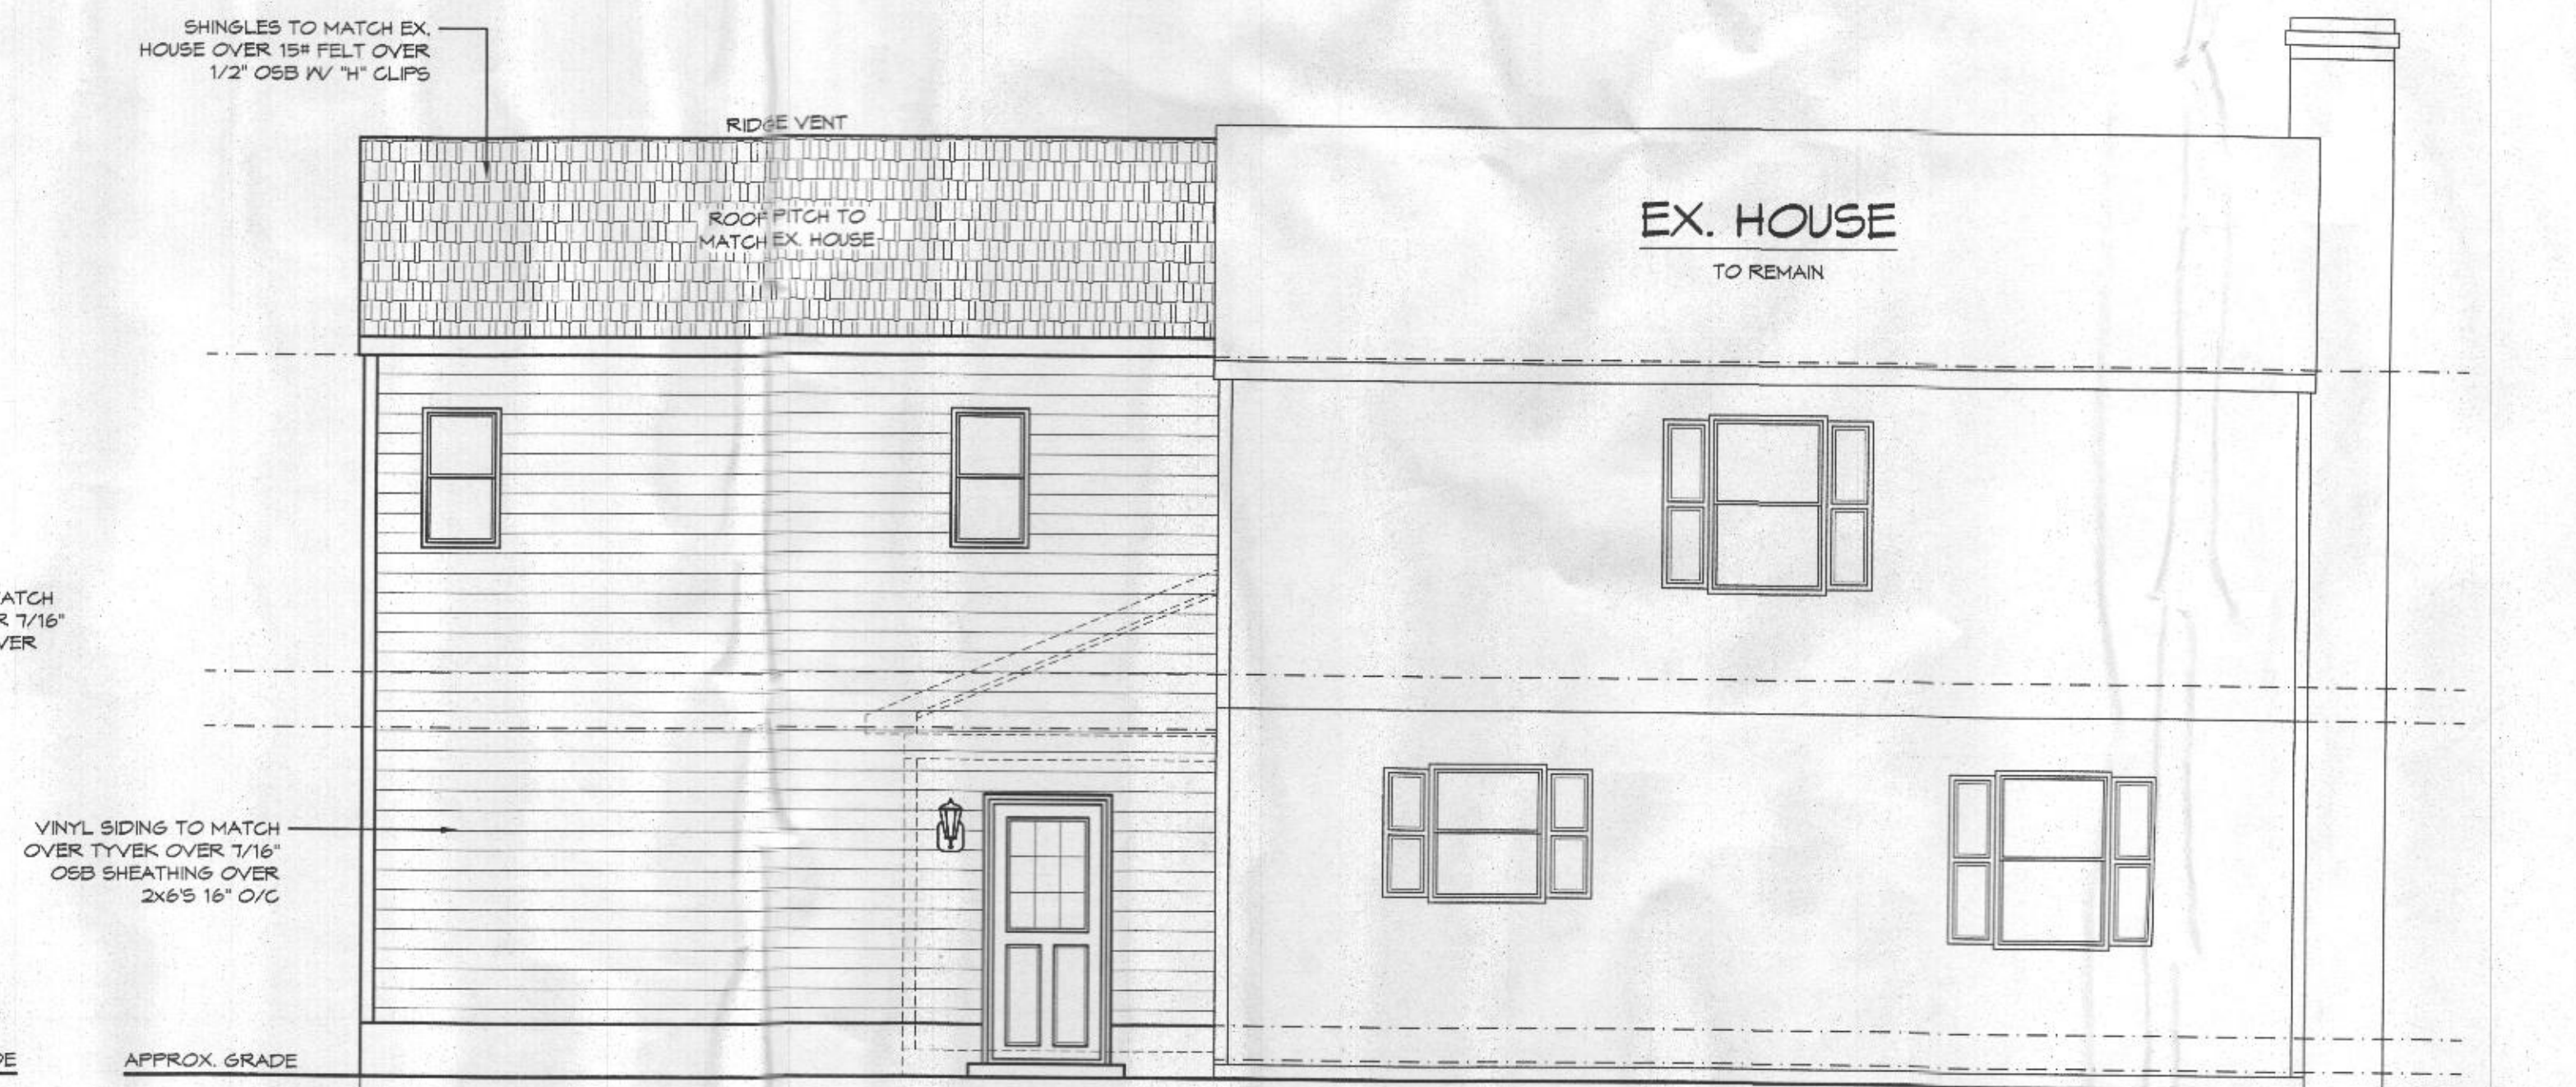 SHINGLES TO MATCH EX.
HOUSE OVER 15# FELT OVER
1/2" OSB W/ "H" CLIPS
RIDGE VENT
ROOF PITCH TO
MATCH EX. HOUSE
EX. HOUSE
TO REMAIN
ATCH
R 7/16"
VER
VINYL SIDING TO MATCH
OVER TYVEK OVER 7/16"
OSB SHEATHING OVER
2x6'S 16" O/C
DE
APPROX. GRADE